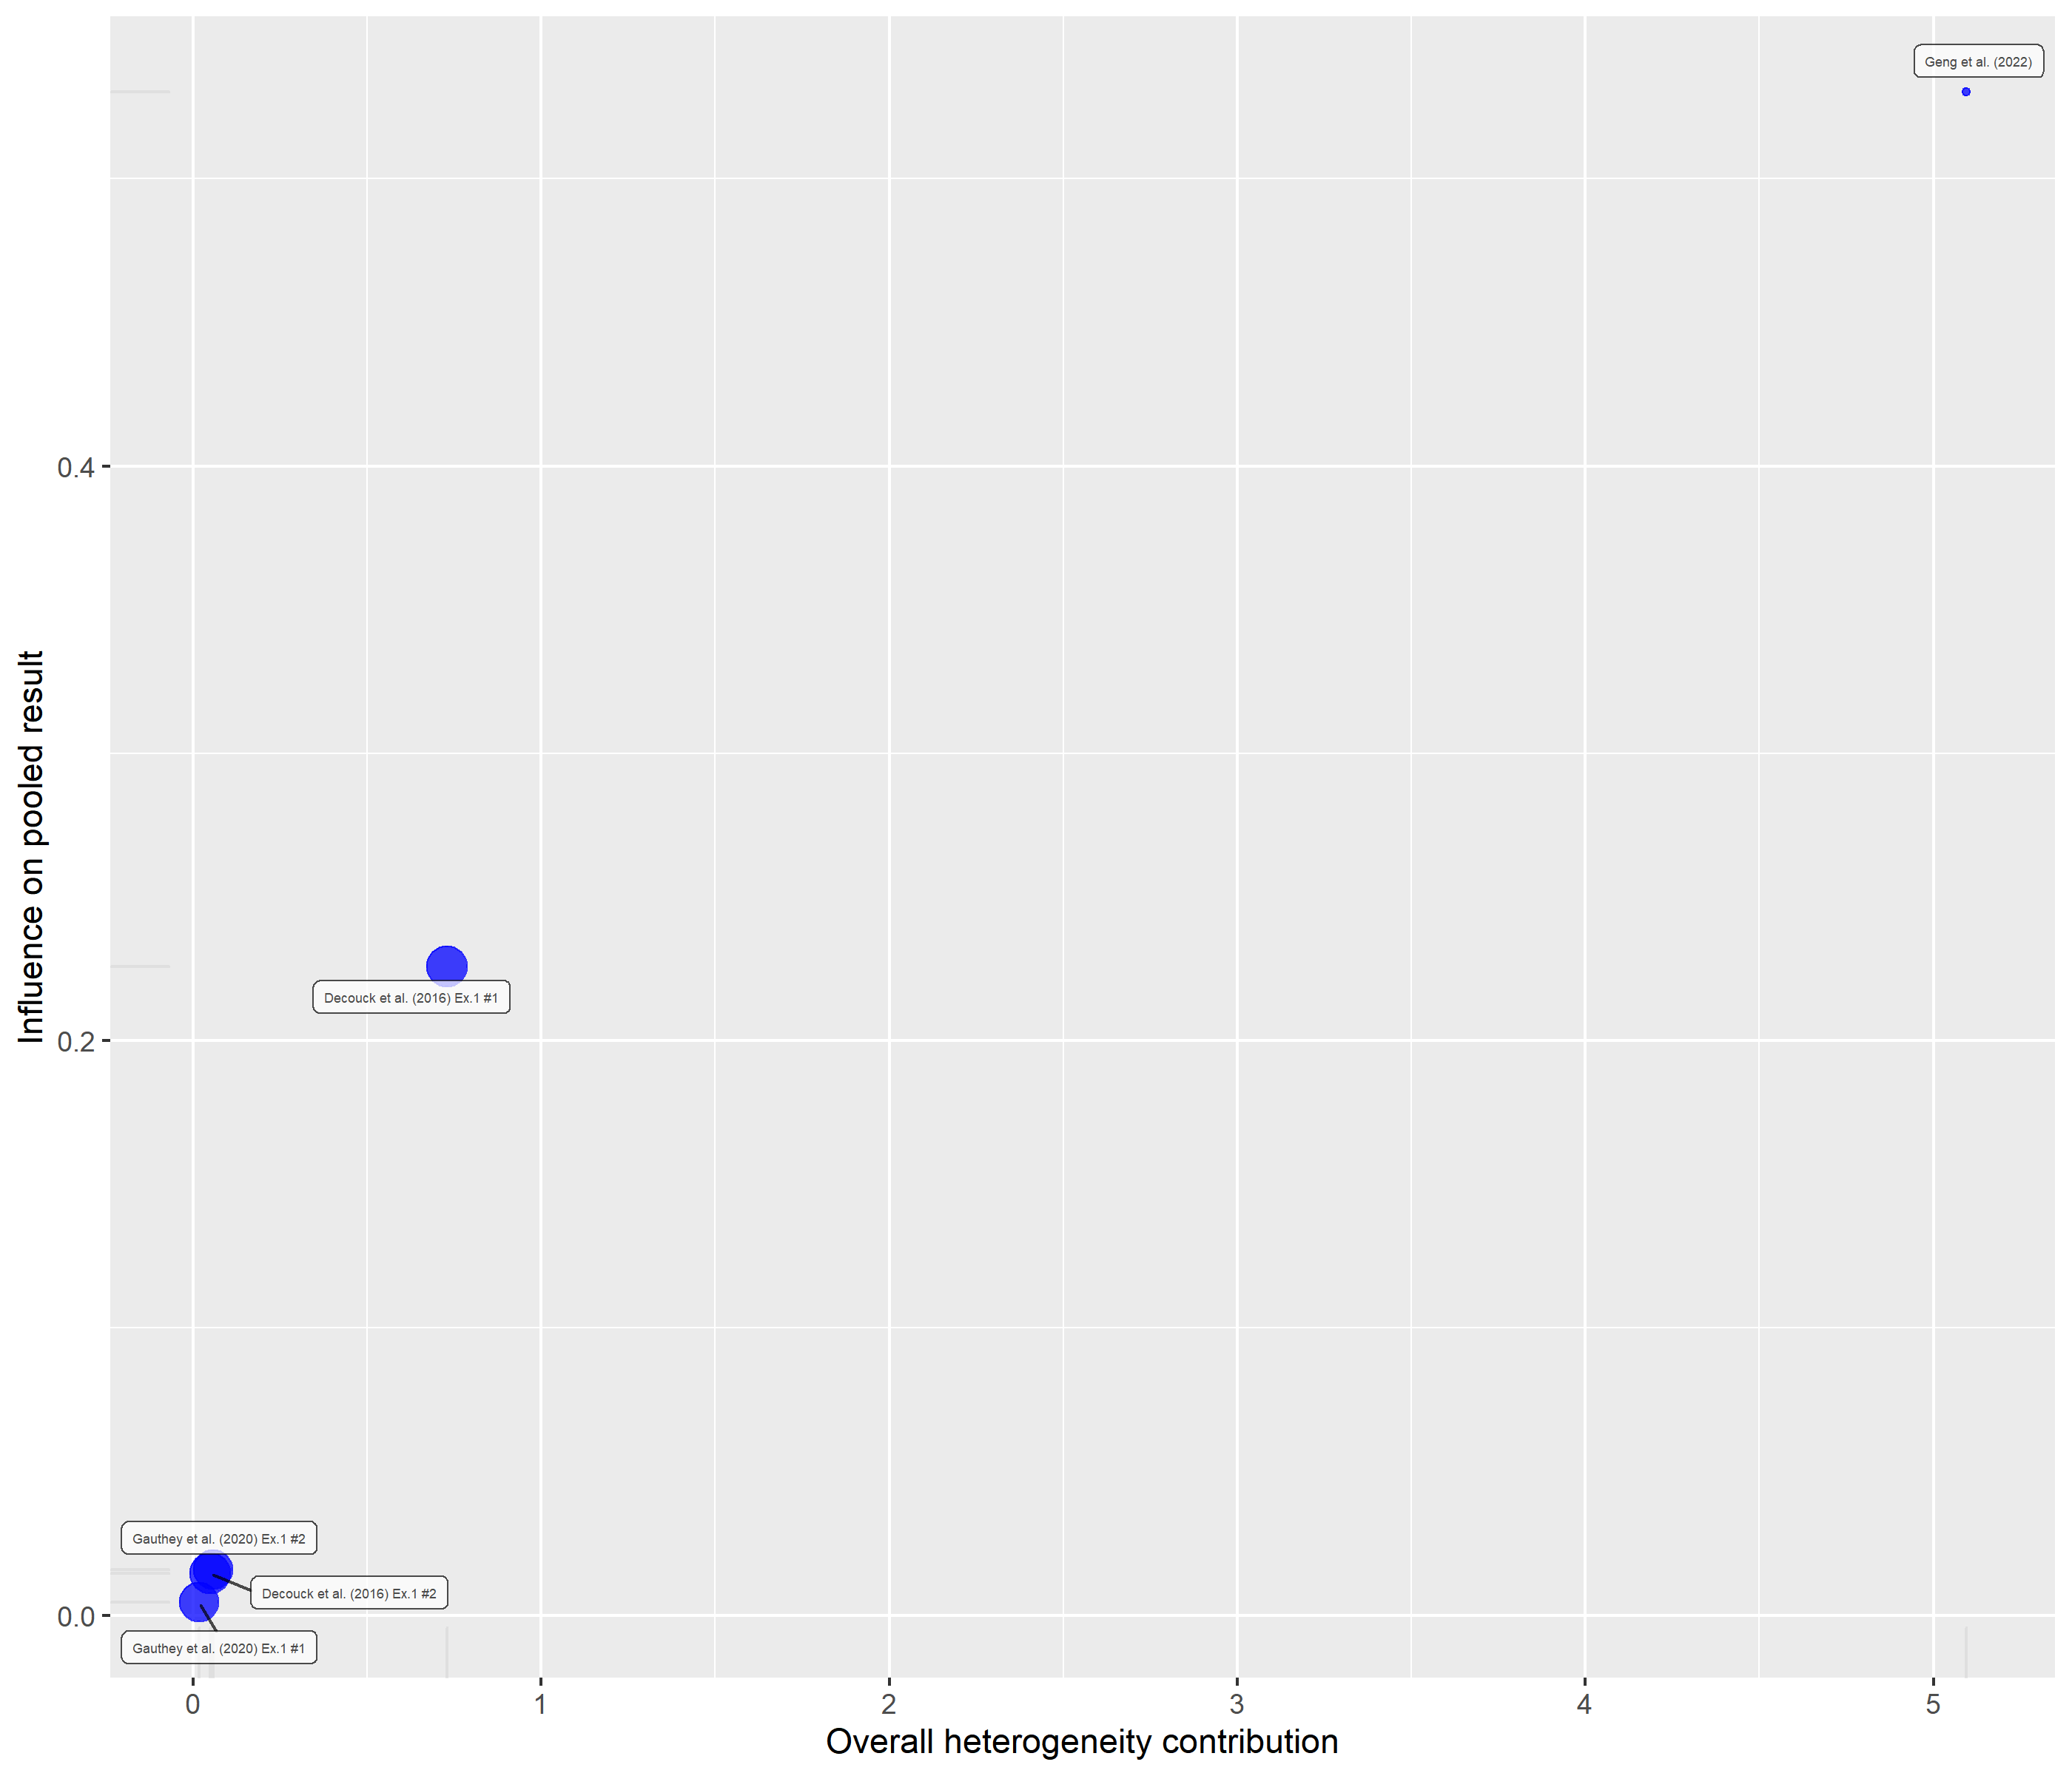 Geng et al. (2022)
0.4
Influence on pooled result
Decouck et al. (2016) Ex.1 #1
0.2
Gauthey et al. (2020) Ex.1 #2
Decouck et al. (2016) Ex.1 #2
0.0
Gauthey et al. (2020) Ex.1 #1
0 1 2 3 4 5
Overall heterogeneity contribution